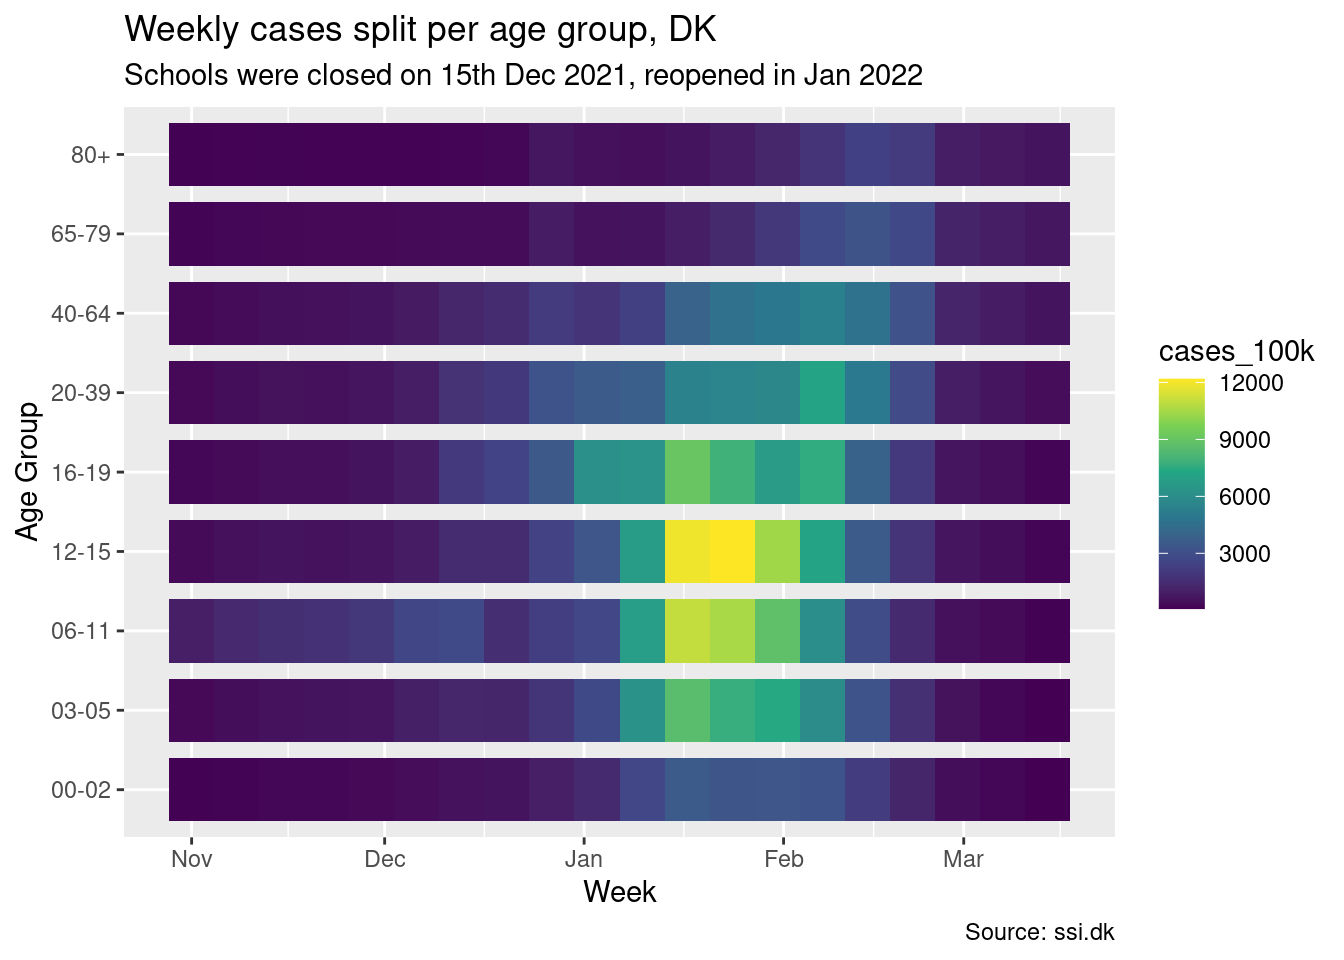 Weekly cases split per age group, DK
Schools were closed on 15th Dec 2021, reopened in Jan 2022
Age Group
80+
65-79
40-64
20-39
16-19
12-15
06-11
03-05
00-02
Nov Dec Jan Feb Mar
Week
cases_100k
12000
9000
6000
3000
Source: ssi.dk